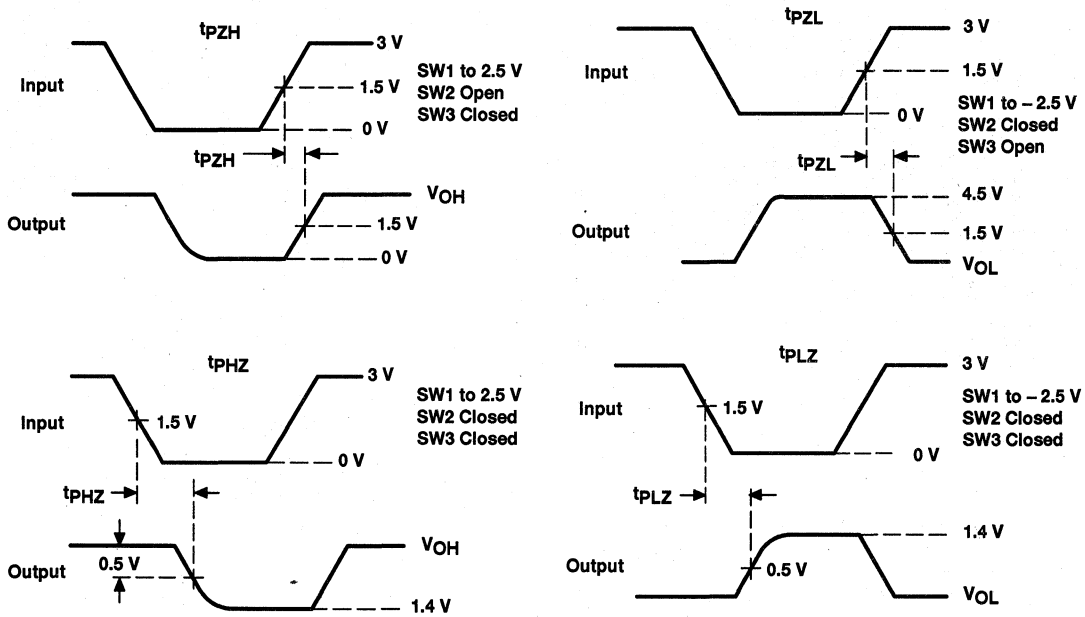 tPZH
3 V
Input
1.5 V
0 V
SW1 to 2.5 V
SW2 Open
SW3 Closed
tPZH
VOH
Output
1.5 V
0 V
tPZL
3 V
Input
1.5 V
0 V
SW1 to – 2.5 V
SW2 Closed
SW3 Open
tPZL
4.5 V
Output
1.5 V
VOL
tPHZ
3 V
Input
1.5 V
0 V
SW1 to 2.5 V
SW2 Closed
SW3 Closed
tPHZ
VOH
0.5 V
Output
1.4 V
tPLZ
3 V
Input
1.5 V
0 V
SW1 to – 2.5 V
SW2 Closed
SW3 Closed
tPLZ
1.4 V
Output
0.5 V
VOL